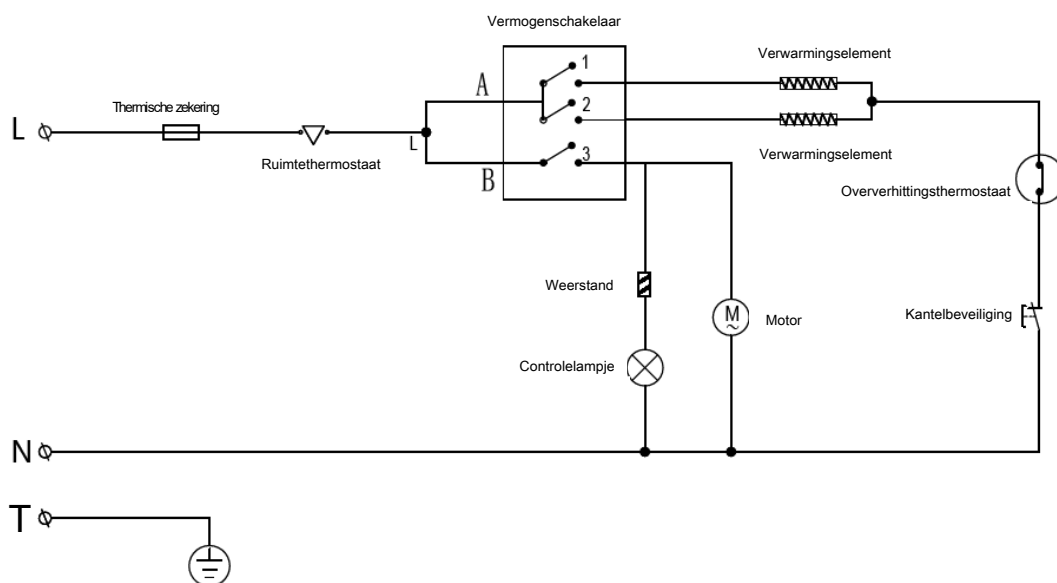 Vermogenschakelaar
Verwarmingselement
1
A
Thermische zekering
2
L
L
Ruimtethermostaat
3
Verwarmingselement
B
Oververhittingsthermostaat
Weerstand
M
~
Motor
Kantelbeveiliging
Controlelampje
N
T